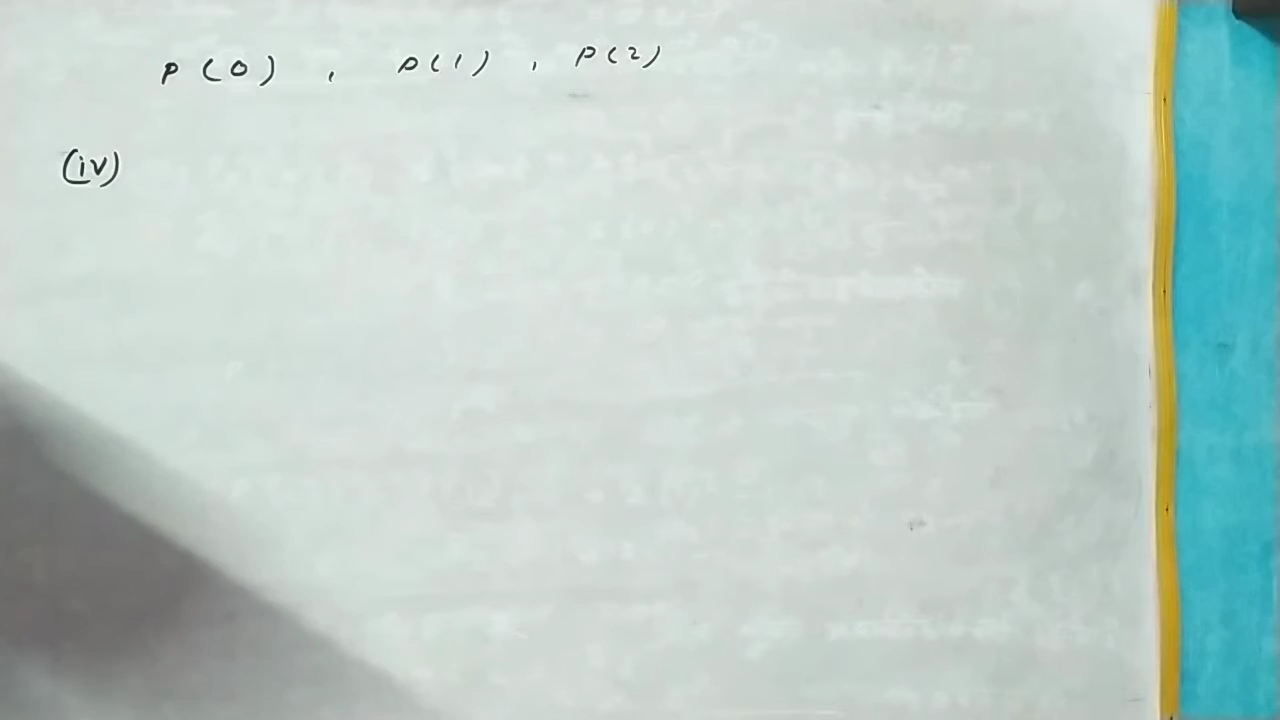 P(0) , P(1) , P(2)
(iv)